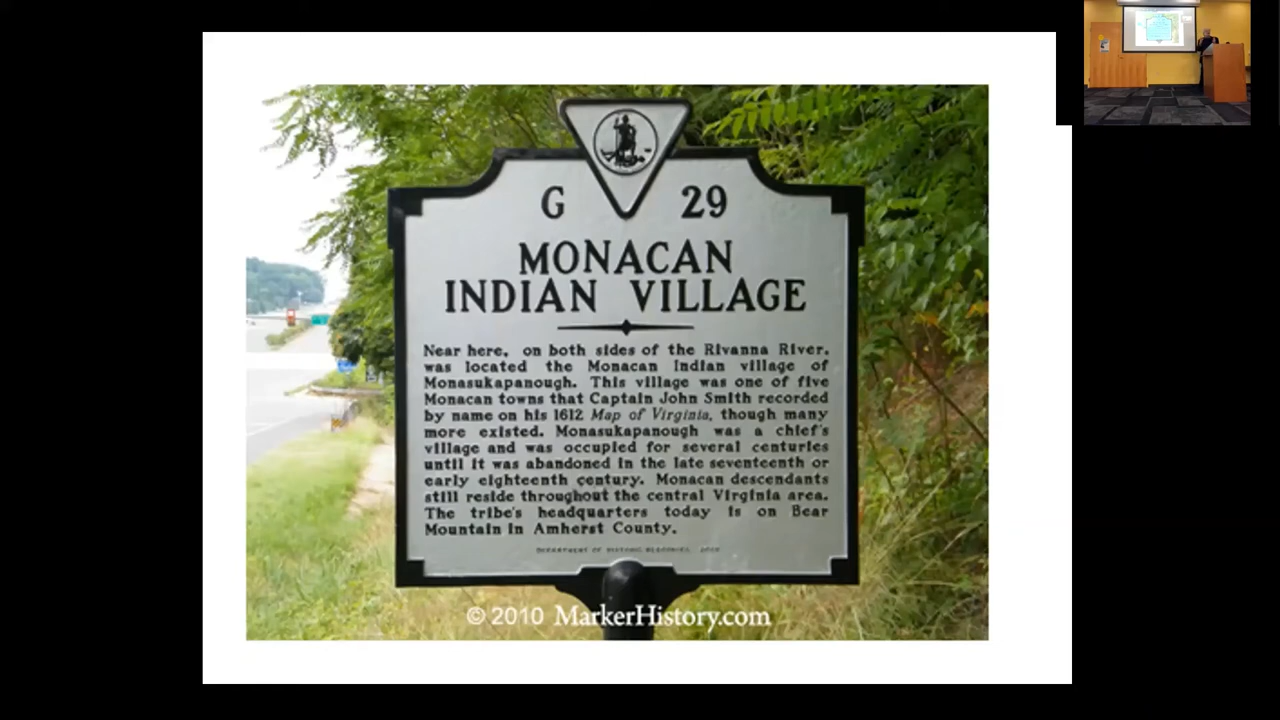 G 29
MONACAN
INDIAN VILLAGE
Near here, on both sides of the Rivanna River,
was located the Monacan Indian village of
Monasukapanough. This village was one of five
Monacan towns that Captain John Smith recorded
by name on his 1612 Map of Virginia, though many
more existed. Monasukapanough was a chief's
village and was occupied for several centuries
until it was abandoned in the late seventeenth or
early eighteenth century. Monacan descendants
still reside throughout the central Virginia area.
The tribe's headquarters today is on Bear
Mountain in Amherst County.
DEPARTMENT OF HISTORIC RESOURCES,
© 2010 MarkerHistory.com